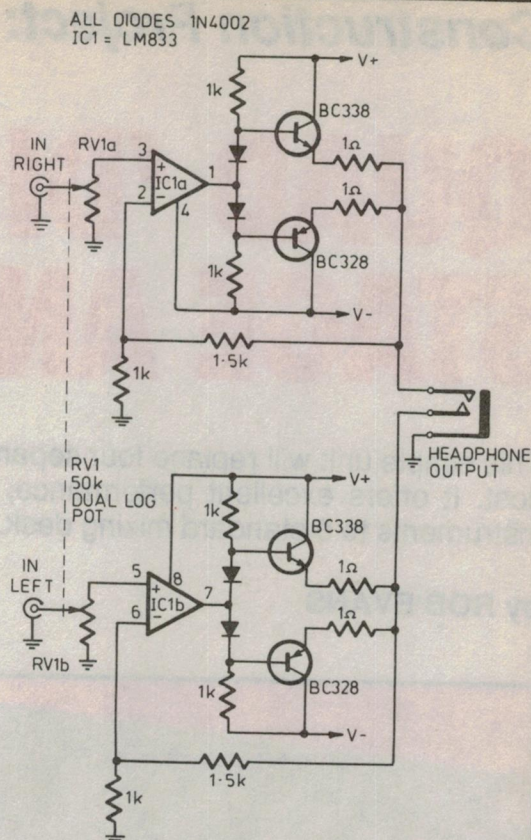 ALL DIODES 1N4002
IC1 = LM833
V+
1k
BC338
IN
RIGHT
RV1a
3
+
IC1a
1
2
−
4
1Ω
1Ω
BC328
1k
V-
1·5k
1k
HEADPHONE
OUTPUT
RV1
50k
DUAL LOG
POT
V+
1k
BC338
IN
LEFT
5
+
8
IC1b
7
6
−
1Ω
1Ω
RV1b
BC328
1k
V-
1·5k
1k